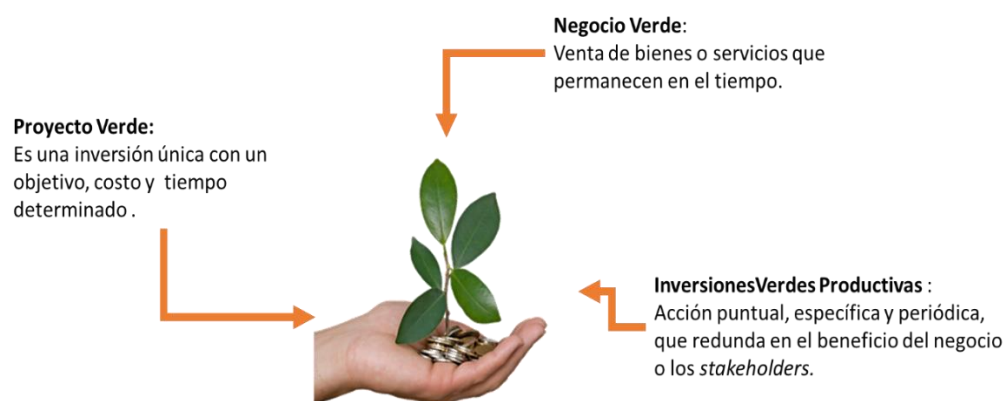 Negocio Verde:
Venta de bienes o servicios que
permanecen en el tiempo.
Proyecto Verde:
Es una inversión única con un
objetivo, costo y tiempo
determinado .
InversionesVerdes Productivas :
Acción puntual, específica y periódica,
que redunda en el beneficio del negocio
o los stakeholders.